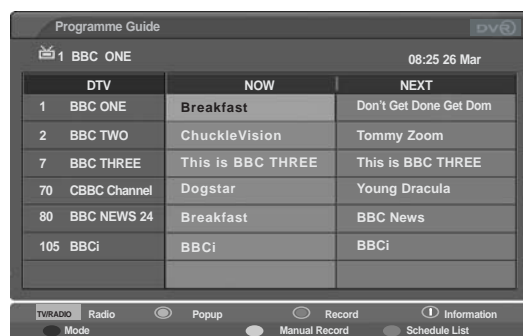 Programme Guide DVR
1 BBC ONE 08:25 26 Mar
DTV NOW NEXT
1 BBC ONE Breakfast Don't Get Done Get Dom
2 BBC TWO ChuckleVision Tommy Zoom
7 BBC THREE This is BBC THREE This is BBC THREE
70 CBBC Channel Dogstar Young Dracula
80 BBC NEWS 24 Breakfast BBC News
105 BBCi BBCi BBCi
TV/RADIO Radio Popup Record Information
Mode Manual Record Schedule List